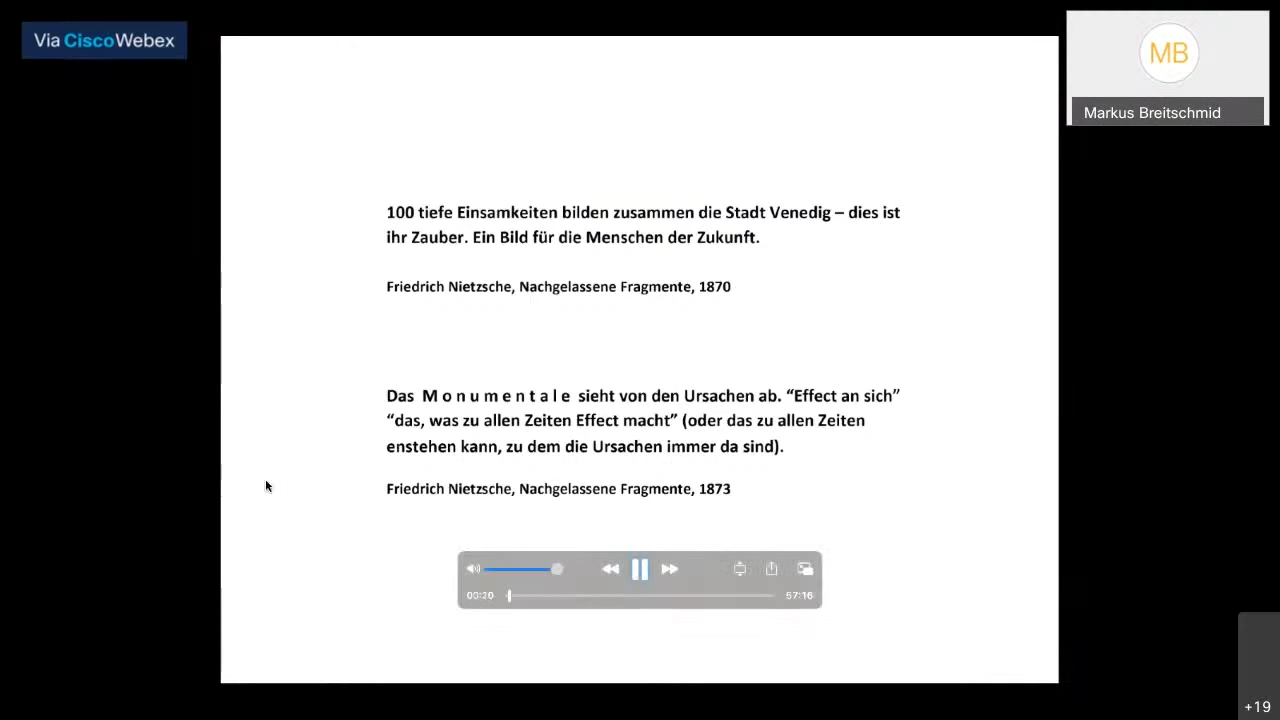 Via CiscoWebex
MB
Markus Breitschmid
100 tiefe Einsamkeiten bilden zusammen die Stadt Venedig – dies ist
ihr Zauber. Ein Bild für die Menschen der Zukunft.
Friedrich Nietzsche, Nachgelassene Fragmente, 1870
Das M o n u m e n t a l e sieht von den Ursachen ab. “Effect an sich”
“das, was zu allen Zeiten Effect macht” (oder das zu allen Zeiten
enstehen kann, zu dem die Ursachen immer da sind).
Friedrich Nietzsche, Nachgelassene Fragmente, 1873
00:20
57:16
+19